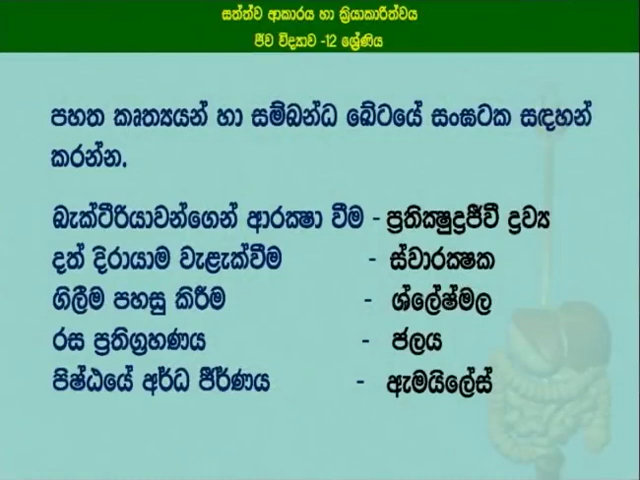 සත්ත්ව ආකාරය හා ක්‍රියාකාරීත්වය
ජීව විද්‍යාව -12 ශ්‍රේණිය
පහත කෘත්‍යයන් හා සම්බන්ධ ඛේටයේ සංඝටක සඳහන්
කරන්න.
බැක්ටීරියාවන්ගෙන් ආරක්‍ෂා වීම - ප්‍රතික්‍ෂුද්‍රජීවී ද්‍රව්‍ය
දත් දිරායාම වැළැක්වීම - ස්වාරක්‍ෂක
ගිලීම පහසු කිරීම - ශ්ලේෂ්මල
රස ප්‍රතිග්‍රහණය - ජලය
පිෂ්ඨයේ අර්ධ ජීර්ණය - ඇමයිලේස්